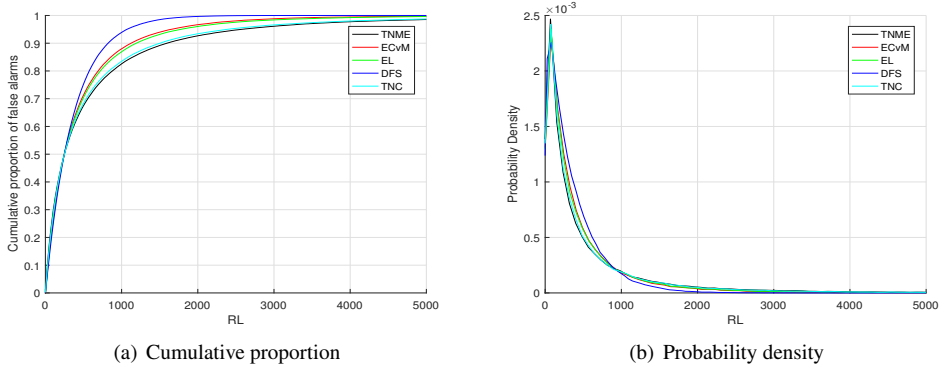 Cumulative proportion of false alarms
1
0.9
0.8
0.7
0.6
0.5
0.4
0.3
0.2
0.1
0
0 1000 2000 3000 4000 5000
RL
TNME
ECvM
EL
DFS
TNC
(a) Cumulative proportion
×10-3
Probability Density
2.5
2
1.5
1
0.5
0
0 1000 2000 3000 4000 5000
RL
TNME
ECvM
EL
DFS
TNC
(b) Probability density